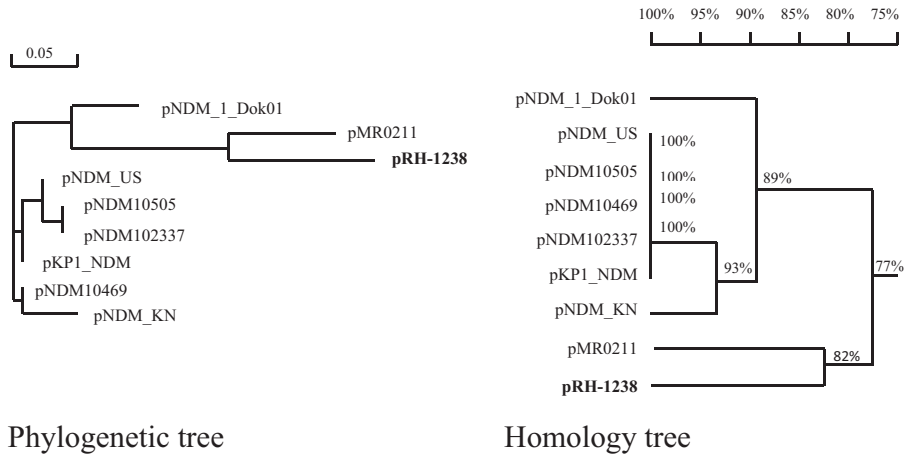 0.05
pNDM_1_Dok01
pMR0211
pRH-1238
pNDM_US
pNDM10505
pNDM102337
pKP1_NDM
pNDM10469
pNDM_KN
Phylogenetic tree
100% 95% 90% 85% 80% 75%
pNDM_1_Dok01
pNDM_US
100%
pNDM10505
100%
89%
pNDM10469
100%
pNDM102337
100%
pKP1_NDM
93%
77%
pNDM_KN
pMR0211
82%
pRH-1238
Homology tree